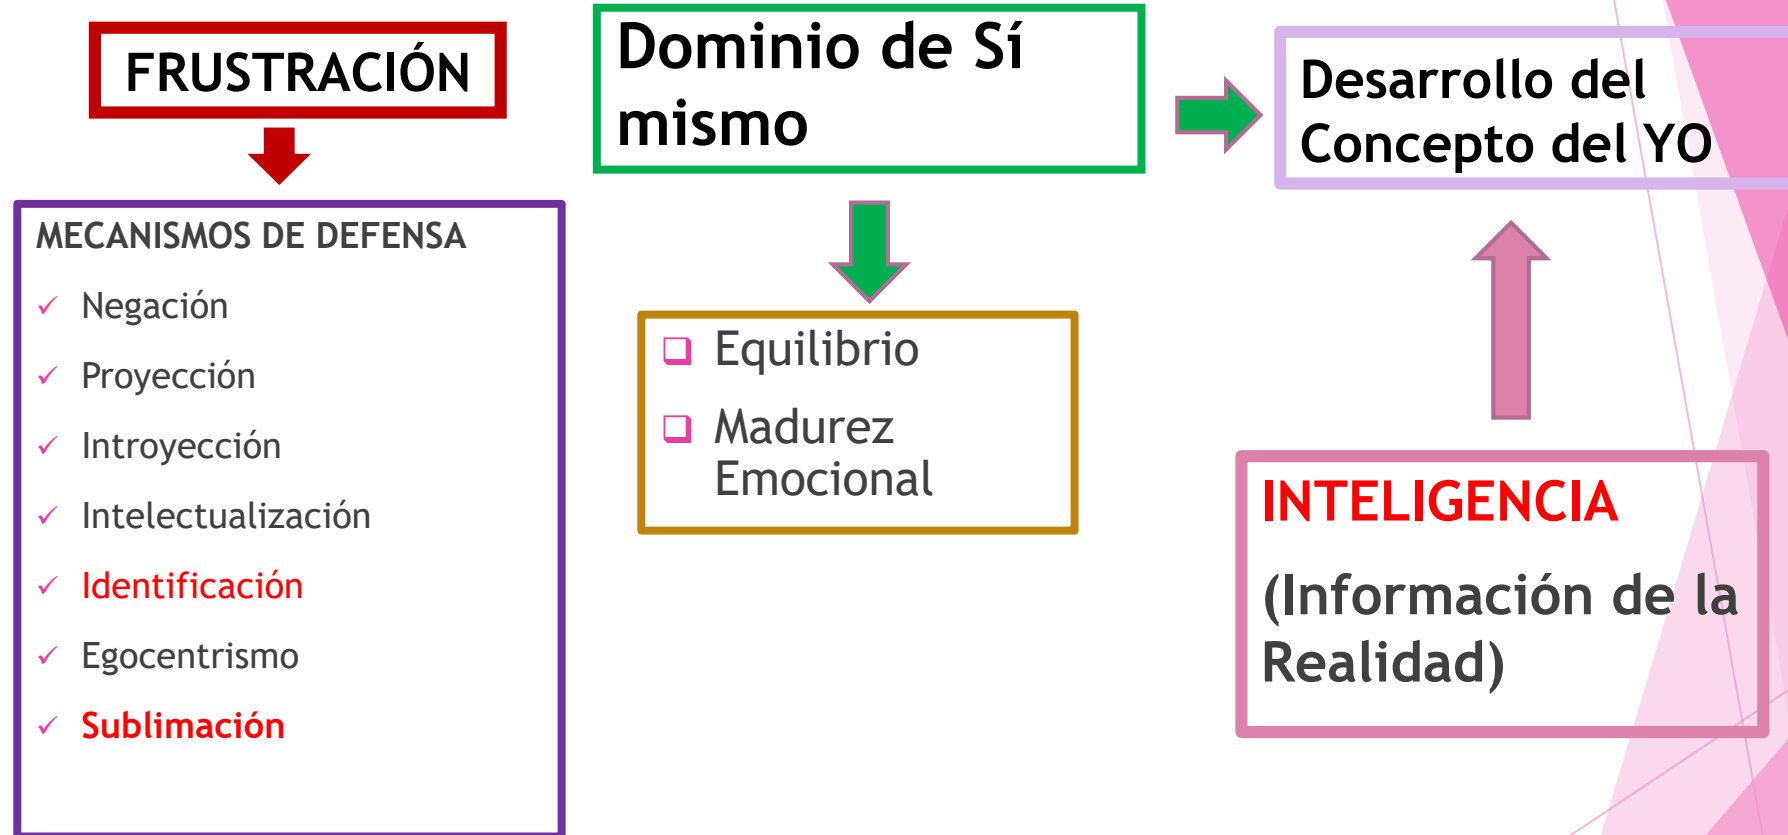 FRUSTRACIÓN
MECANISMOS DE DEFENSA
Negación
Proyección
Introyección
Intelectualización
Identificación
Egocentrismo
Sublimación
Dominio de Sí
mismo
Equilibrio
Madurez
Emocional
Desarrollo del
Concepto del YO
INTELIGENCIA
(Información de la
Realidad)